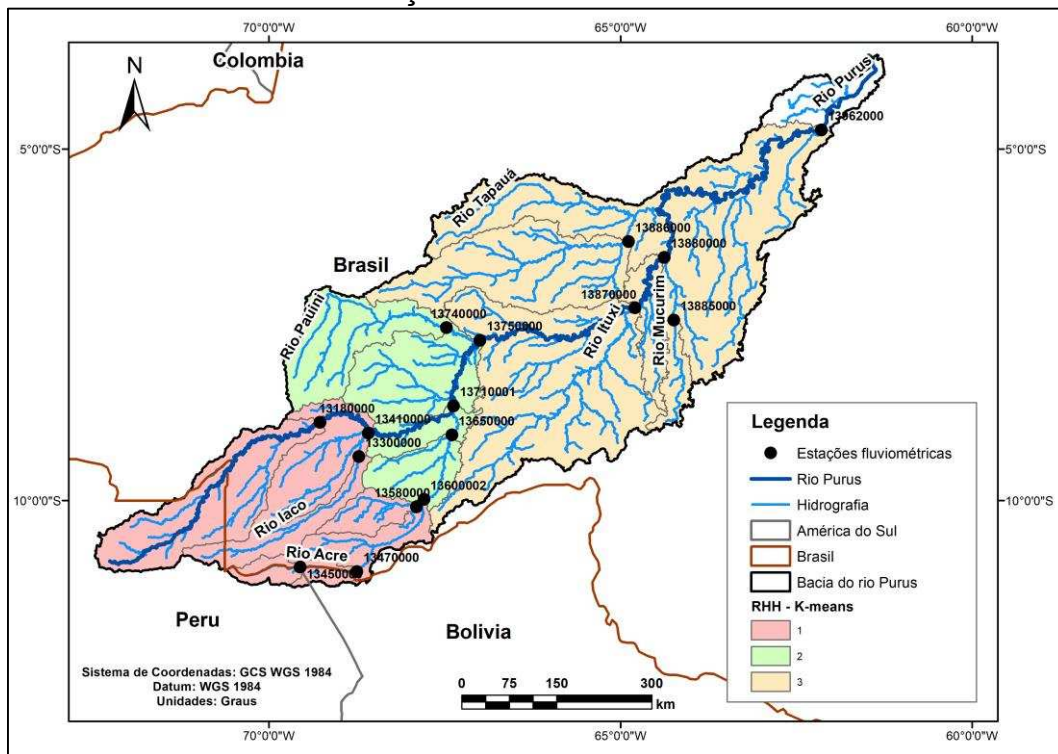 70°0'0"W
65°0'0"W
60°0'0"W
Colombia
N
Rio Purus
13962000
5°0'0"S
5°0'0"S
Rio Tapauá
13886000
13880000
Brasil
13870000
Rio Ituxi
Rio Mucurim
13885000
Rio Pauini
13740000
13750000
13710001
13180000
13410000
13650000
13300000
Legenda
Estações fluviométricas
Rio Purus
Hidrografia
América do Sul
Brasil
Bacia do rio Purus
RHH - K-means
1
2
3
13580000
13600002
10°0'0"S
10°0'0"S
Rio Iaco
Rio Acre
13470000
13450000
Peru
Bolivia
Sistema de Coordenadas: GCS WGS 1984
Datum: WGS 1984
Unidades: Graus
0 75 150 300
km
70°0'0"W
65°0'0"W
60°0'0"W